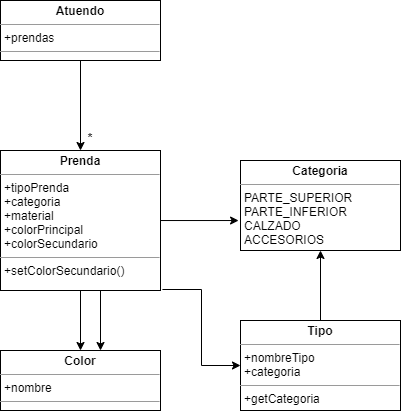 Atuendo
+prendas
*
Prenda
+tipoPrenda
+categoria
+material
+colorPrincipal
+colorSecundario
+setColorSecundario()
Categoria
PARTE_SUPERIOR
PARTE_INFERIOR
CALZADO
ACCESORIOS
Color
+nombre
Tipo
+nombreTipo
+categoria
+getCategoria